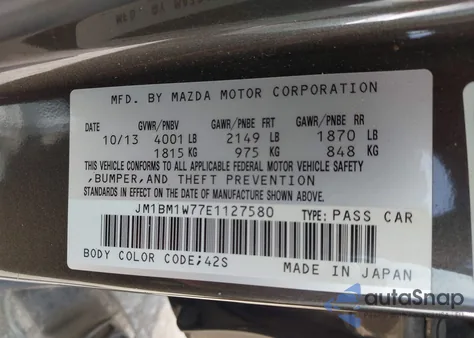 MFD. BY MAZDA MOTOR CORPORATION
DATE GVWR/PNBV GAWR/PNBE FRT GAWR/PNBE RR
10/13 4001 LB 2149 LB 1870 LB
1815 KG 975 KG 848 KG
THIS VEHICLE CONFORMS TO ALL APPLICABLE FEDERAL MOTOR VEHICLE SAFETY
,BUMPER,AND THEFT PREVENTION
STANDARDS IN EFFECT ON THE DATE OF MANUFACTURE SHOWN ABOVE.
JM1BM1W77E1127580 TYPE: PASS CAR
BODY COLOR CODE;42S MADE IN JAPAN
autoSnap